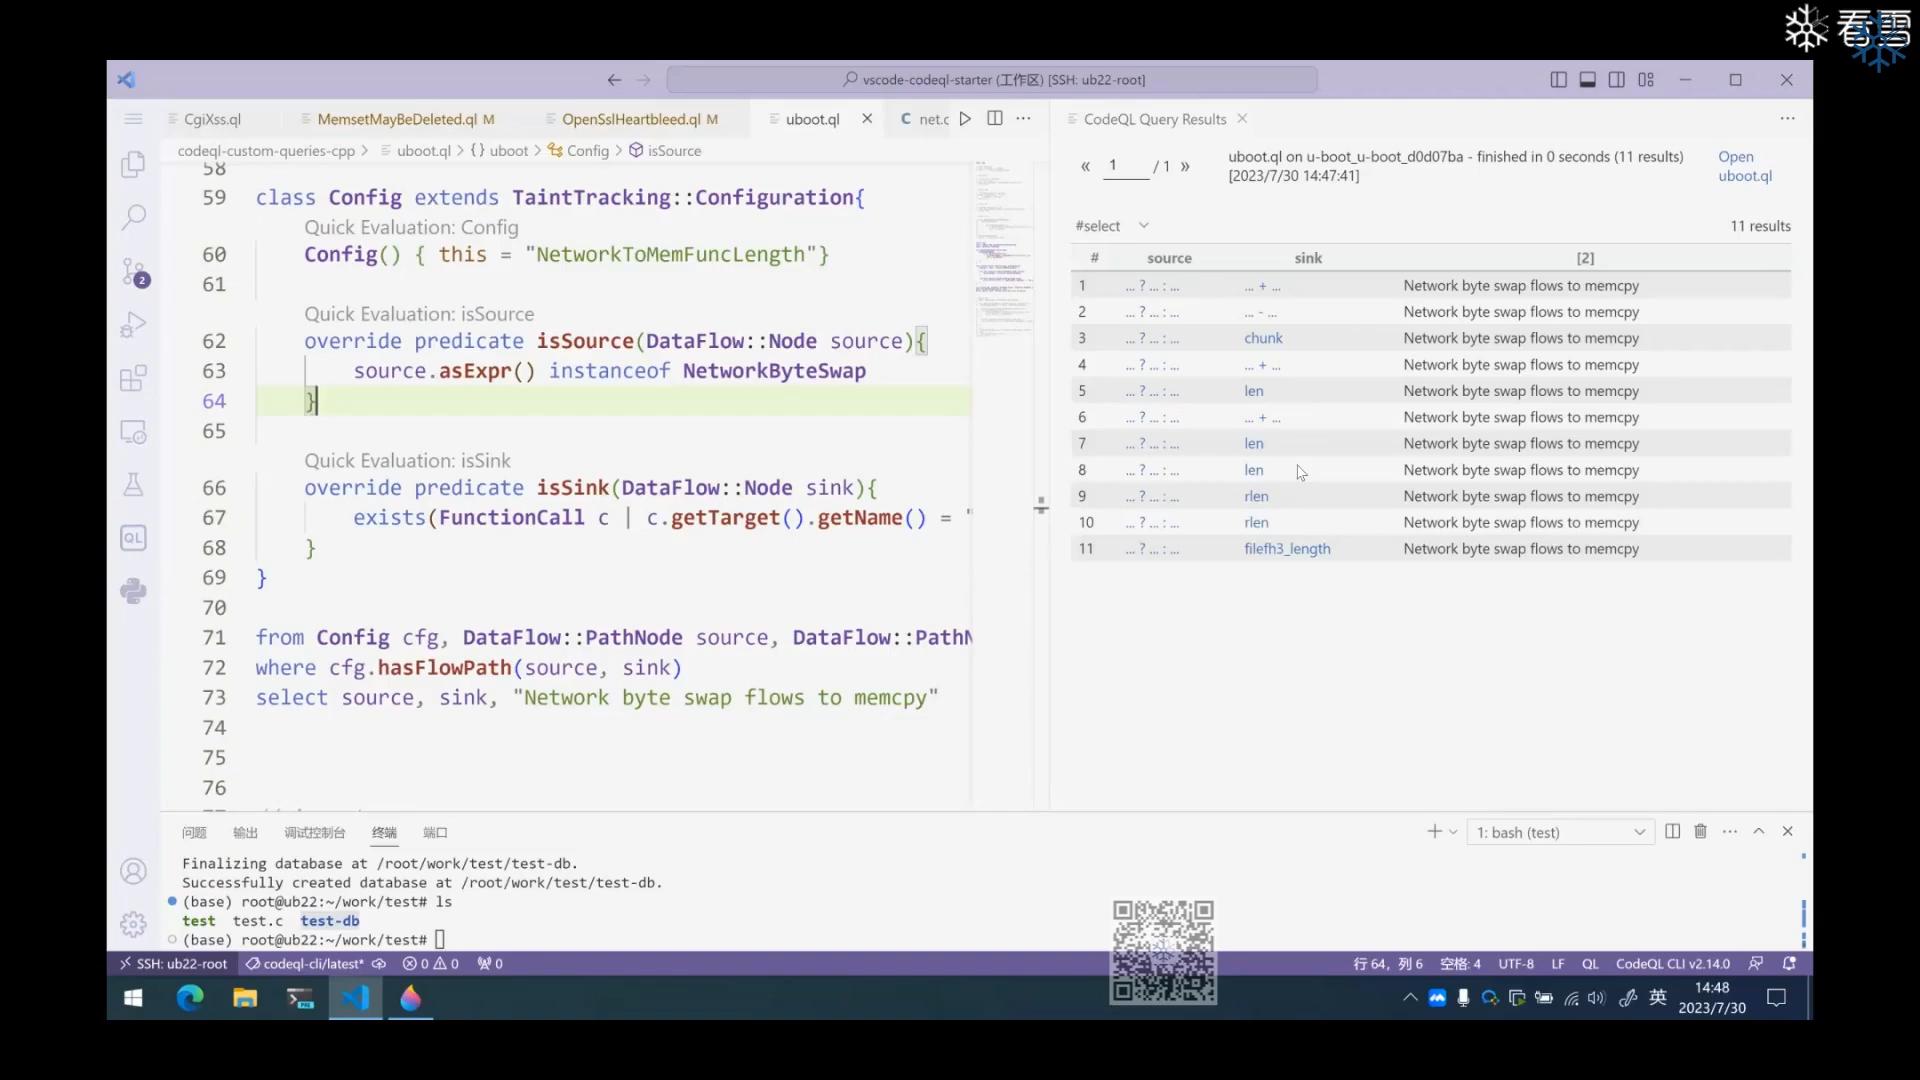 看雪
vscode-codeql-starter (工作区) [SSH: ub22-root]
CgiXss.ql
MemsetMayBeDeleted.ql M
OpenSslHeartbleed.ql M
uboot.ql
C net.c
codeql-custom-queries-cpp > uboot.ql > {} uboot > Config > isSource
58
59 class Config extends TaintTracking::Configuration{
Quick Evaluation: Config
60 Config() { this = "NetworkToMemFuncLength"}
61
Quick Evaluation: isSource
62 override predicate isSource(DataFlow::Node source){
63 source.asExpr() instanceof NetworkByteSwap
64 }
65
Quick Evaluation: isSink
66 override predicate isSink(DataFlow::Node sink){
67 exists(FunctionCall c | c.getTarget().getName() = "
68 }
69 }
70
71 from Config cfg, DataFlow::PathNode source, DataFlow::PathN
72 where cfg.hasFlowPath(source, sink)
73 select source, sink, "Network byte swap flows to memcpy"
74
75
76
CodeQL Query Results
« 1 / 1 »
uboot.ql on u-boot_u-boot_d0d07ba - finished in 0 seconds (11 results)
[2023/7/30 14:47:41]
Open
uboot.ql
#select
11 results
# source sink [2]
1 ... ? ... : ... ... + ... Network byte swap flows to memcpy
2 ... ? ... : ... ... - ... Network byte swap flows to memcpy
3 ... ? ... : ... chunk Network byte swap flows to memcpy
4 ... ? ... : ... ... + ... Network byte swap flows to memcpy
5 ... ? ... : ... len Network byte swap flows to memcpy
6 ... ? ... : ... ... + ... Network byte swap flows to memcpy
7 ... ? ... : ... len Network byte swap flows to memcpy
8 ... ? ... : ... len Network byte swap flows to memcpy
9 ... ? ... : ... rlen Network byte swap flows to memcpy
10 ... ? ... : ... rlen Network byte swap flows to memcpy
11 ... ? ... : ... filefh3_length Network byte swap flows to memcpy
2
QL
问题 输出 调试控制台 终端 端口
1: bash (test)
Finalizing database at /root/work/test/test-db.
Successfully created database at /root/work/test/test-db.
(base) root@ub22:~/work/test# ls
test test.c test-db
(base) root@ub22:~/work/test#
SSH: ub22-root codeql-cli/latest* 0 0 0
行 64, 列 6 空格: 4 UTF-8 LF QL CodeQL CLI v2.14.0
英
14:48
2023/7/30